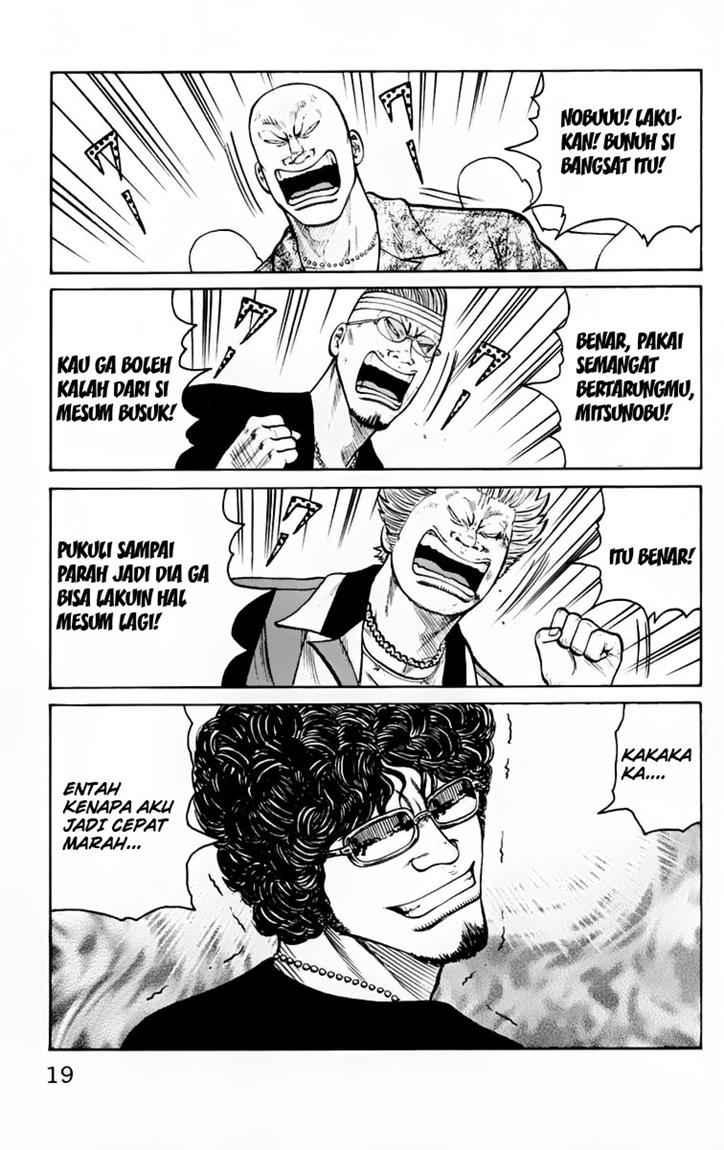 NOBUUU! LAKU-
KAN! BUNUH SI
BANGSAT ITU!
BENAR, PAKAI
SEMANGAT
BERTARUNGMU,
MITSUNOBU!
KAU GA BOLEH
KALAH DARI SI
MESUM BUSUK!
ITU BENAR!
PUKULI SAMPAI
PARAH JADI DIA GA
BISA LAKUIN HAL
MESUM LAGI!
KAKAKA
KA....
ENTAH
KENAPA AKU
JADI CEPAT
MARAH...
19